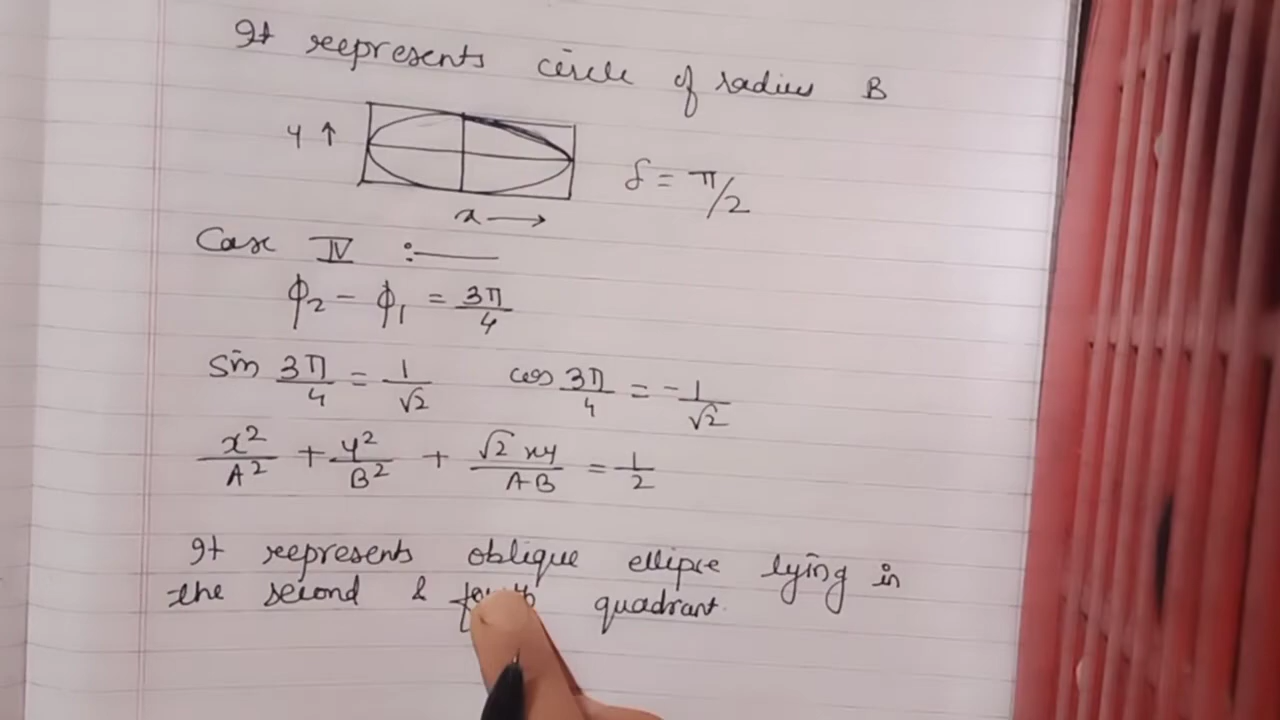 It reepresents circle of radius B
y ↑
δ = π/2
x ⟶
Case IV :—
ϕ₂ - ϕ₁ = 3π/4
sin 3π/4 = 1/√2 cos 3π/4 = -1/√2
x²/A² + y²/B² + √2 xy/AB = 1/2
It reepresents oblique ellipse lying in
the second & quadrant.